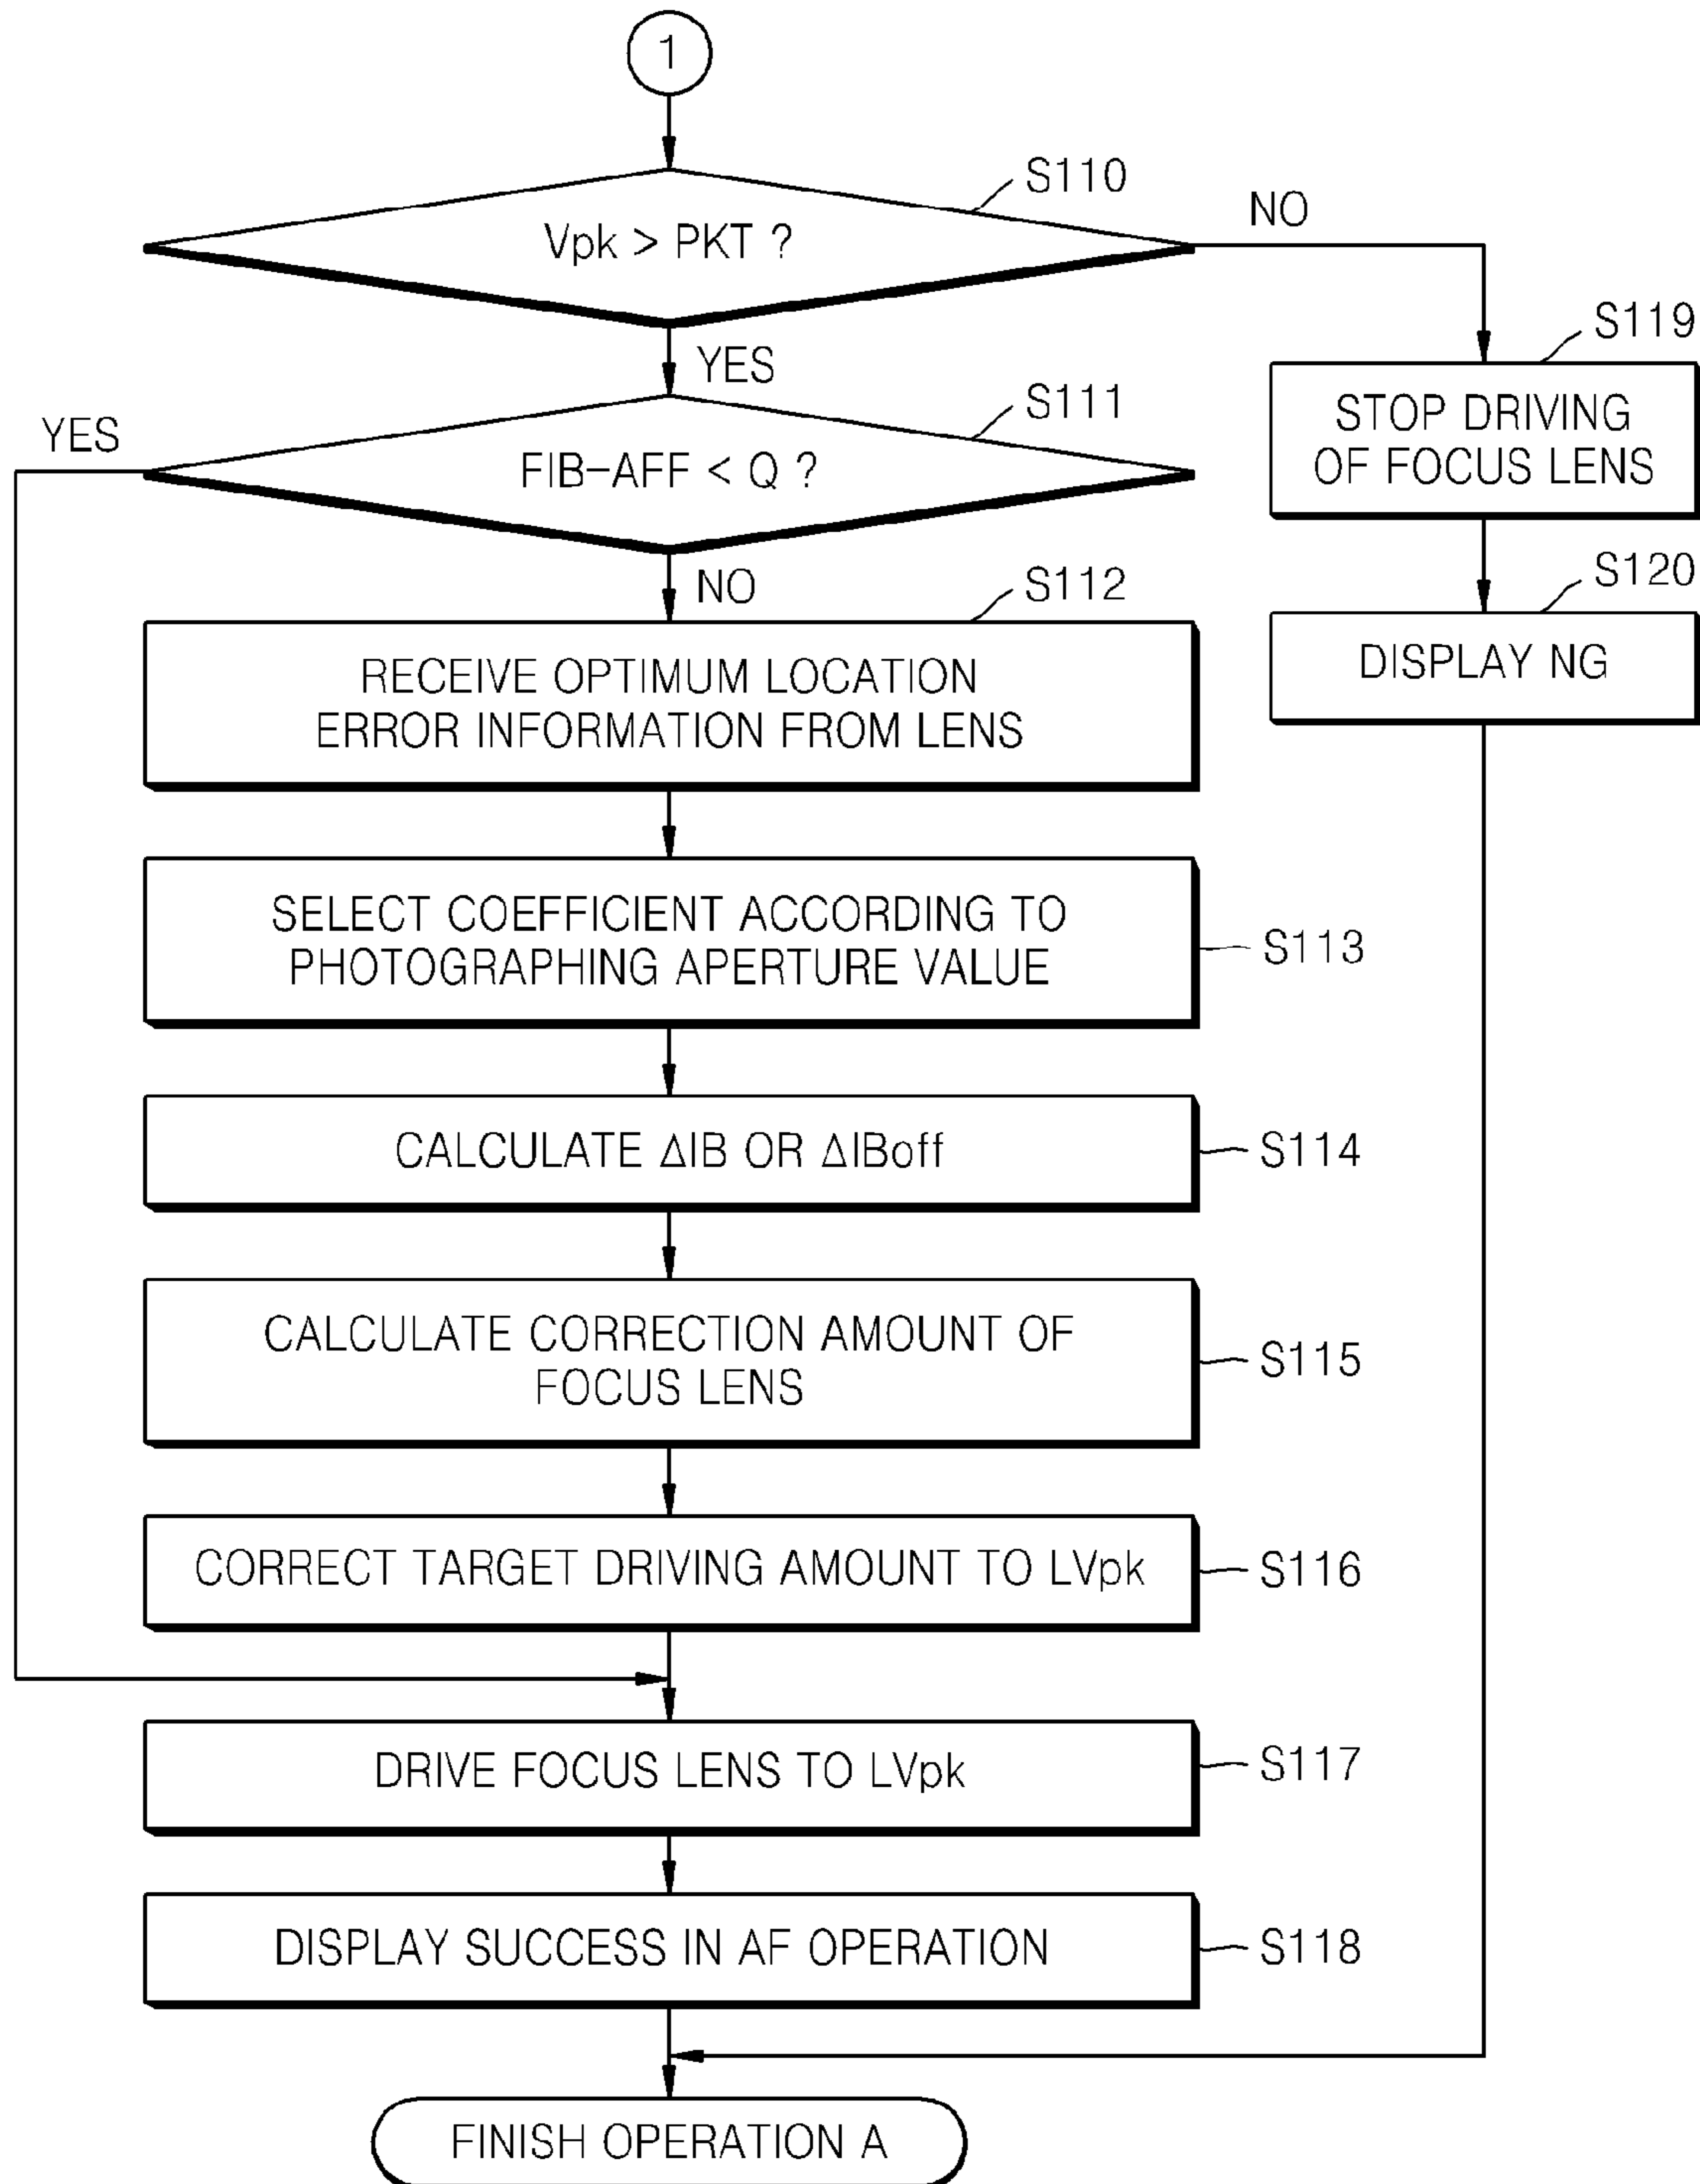 1
S110
Vpk > PKT ?
NO
YES
S119
STOP DRIVING
OF FOCUS LENS
S111
YES
FIB-AFF < Q ?
NO
S120
DISPLAY NG
S112
RECEIVE OPTIMUM LOCATION
ERROR INFORMATION FROM LENS
SELECT COEFFICIENT ACCORDING TO
PHOTOGRAPHING APERTURE VALUE
S113
CALCULATE ΔIB OR ΔIBoff
S114
CALCULATE CORRECTION AMOUNT OF
FOCUS LENS
S115
CORRECT TARGET DRIVING AMOUNT TO LVpk
S116
DRIVE FOCUS LENS TO LVpk
S117
DISPLAY SUCCESS IN AF OPERATION
S118
FINISH OPERATION A